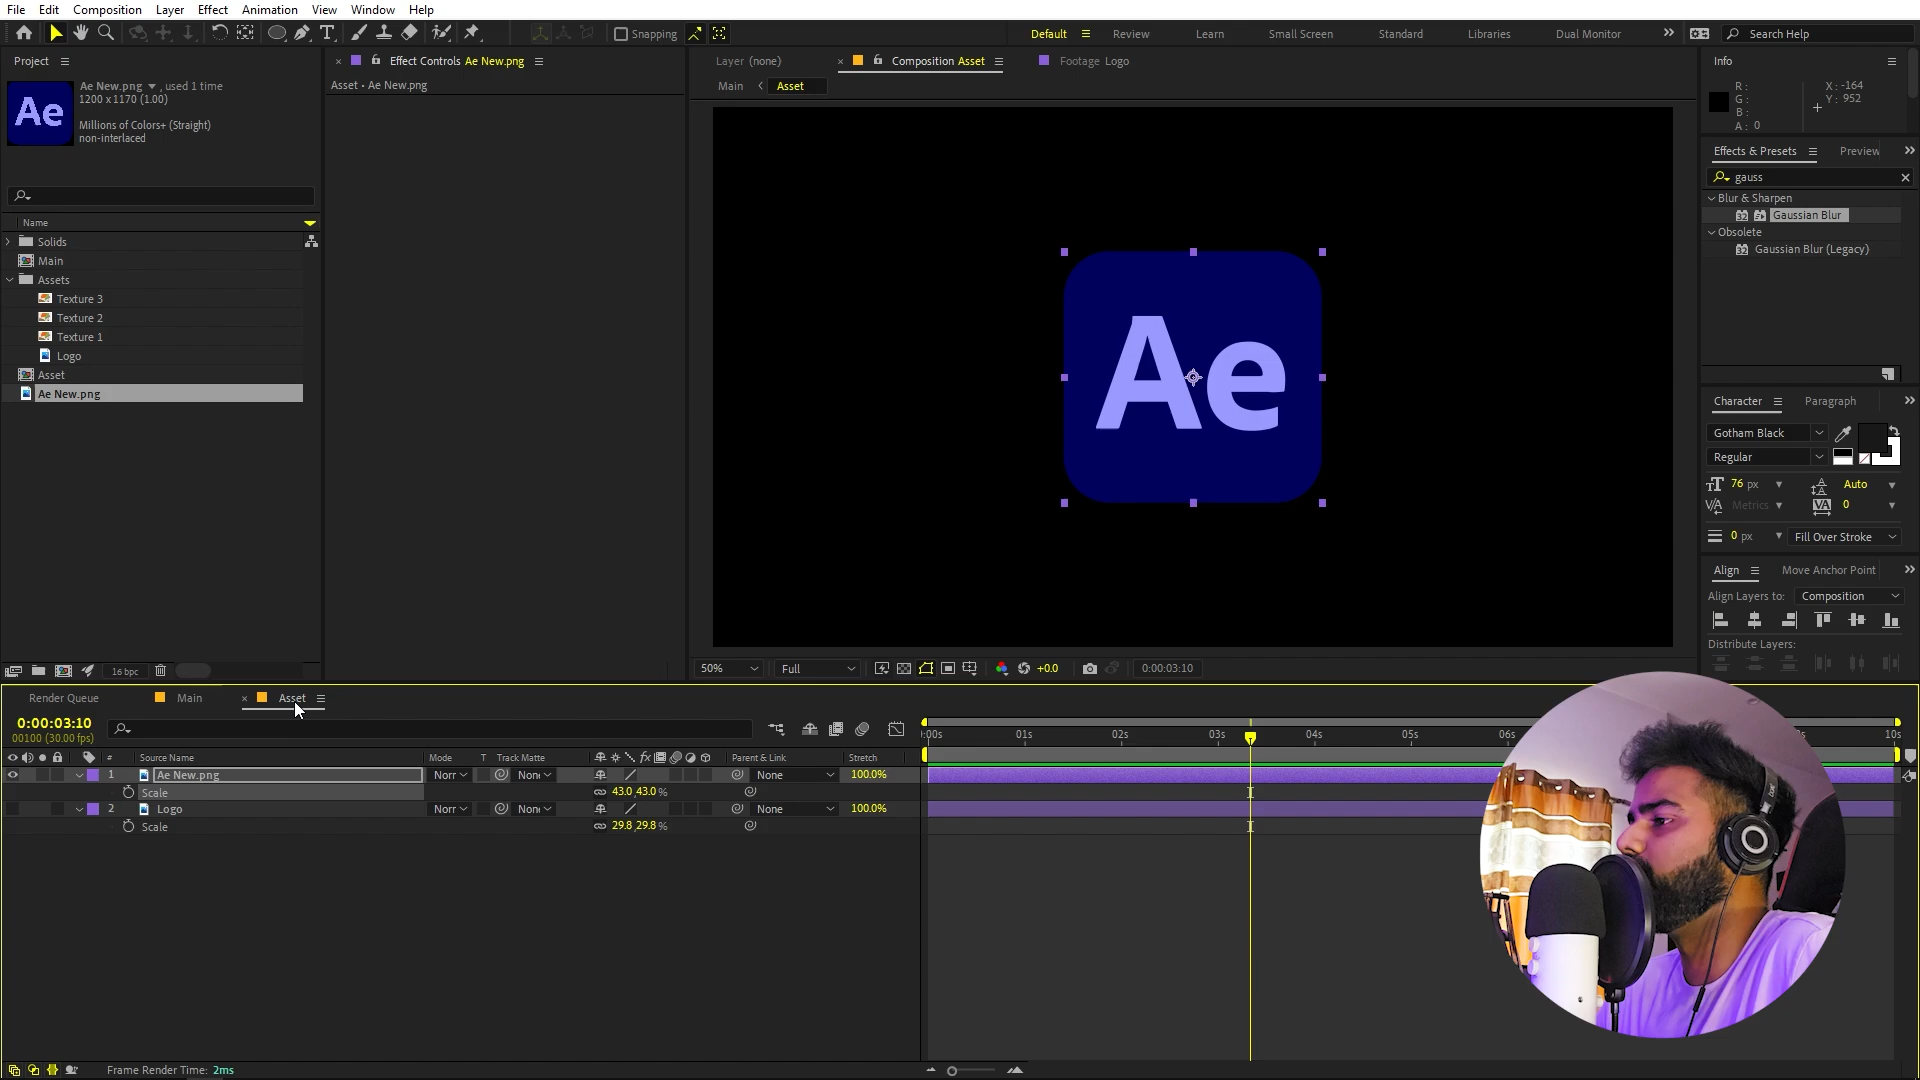 File Edit Composition Layer Effect Animation View Window Help
Snapping
Default Review Learn Small Screen Standard Libraries Dual Monitor Search Help
Project
Effect Controls Ae New.png
Layer (none) Composition Asset Footage Logo
Info
Asset • Ae New.png
Main Asset
Ae
Ae New.png , used 1 time
1200 x 1170 (1.00)
Millions of Colors+ (Straight)
non-interlaced
R :
G :
B :
A : 0
X : -164
Y : 952
Effects & Presets Preview
gauss
Blur & Sharpen
Gaussian Blur
Obsolete
Gaussian Blur (Legacy)
Name
Solids
Main
Assets
Texture 3
Texture 2
Texture 1
Logo
Asset
Ae New.png
Ae
Character Paragraph
Gotham Black
Regular
76 px Auto
Metrics 0
0 px Fill Over Stroke
Align Move Anchor Point
Align Layers to: Composition
Distribute Layers:
16 bpc
50% Full +0.0 0:00:03:10
Render Queue Main Asset
0:00:03:10
00100 (30.00 fps)
:00s 01s 02s 03s 04s 05s 06s 10s
# Source Name Mode T Track Matte fx Parent & Link Stretch
1 Ae New.png Norr None None 100.0%
Scale 43.0,43.0 %
2 Logo Norr None None 100.0%
Scale 29.8,29.8 %
Frame Render Time: 2ms